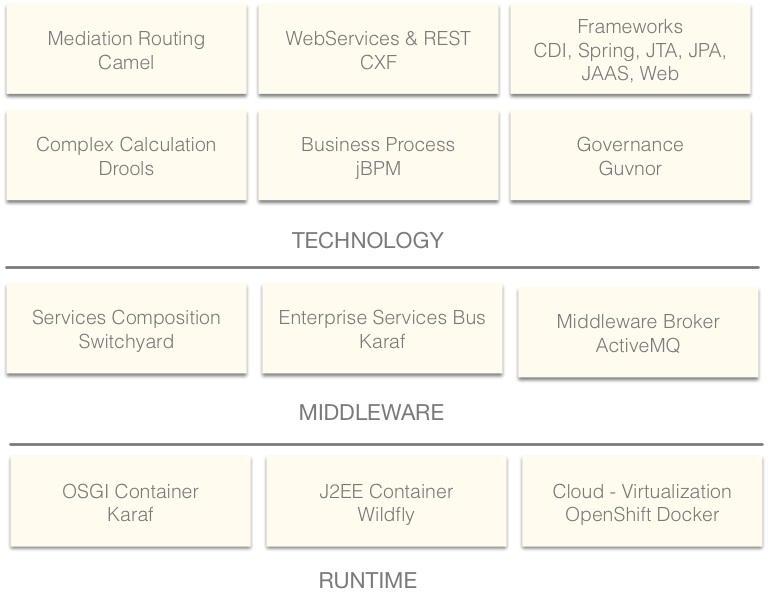 Mediation Routing
Camel
WebServices & REST
CXF
Frameworks
CDI, Spring, JTA, JPA,
JAAS, Web
Complex Calculation
Drools
Business Process
jBPM
Governance
Guvnor
TECHNOLOGY
Services Composition
Switchyard
Enterprise Services Bus
Karaf
Middleware Broker
ActiveMQ
MIDDLEWARE
OSGI Container
Karaf
J2EE Container
Wildfly
Cloud - Virtualization
OpenShift Docker
RUNTIME